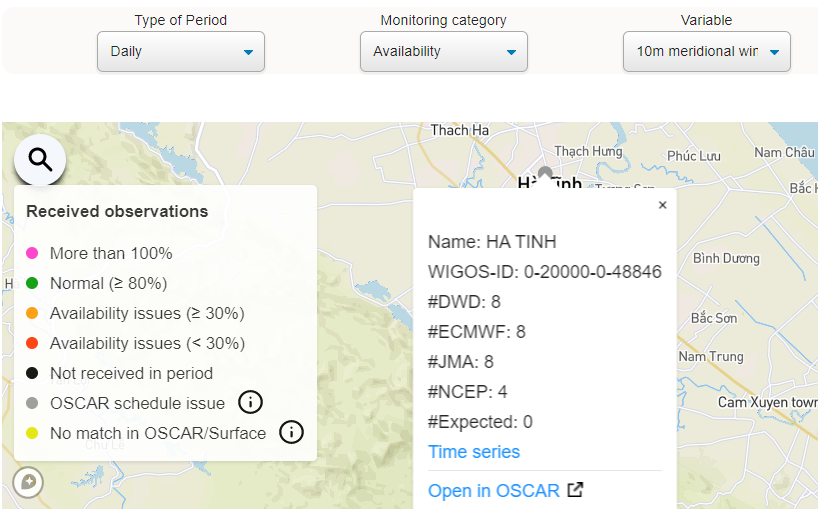 Type of Period
Monitoring category
Variable
Daily
Availability
10m meridional wir
Thach Ha
Thạch Hưng
Phúc Lưu
Nam Châu
Received observations
More than 100%
Normal (≥ 80%)
Availability issues (≥ 30%)
Availability issues (< 30%)
Not received in period
OSCAR schedule issue
No match in OSCAR/Surface
×
Name: HA TINH
WIGOS-ID: 0-20000-0-48846
#DWD: 8
#ECMWF: 8
#JMA: 8
#NCEP: 4
#Expected: 0
Time series
Open in OSCAR
Bình Dương
Bắc Sơn
Nam Trung
Cam Xuyen town